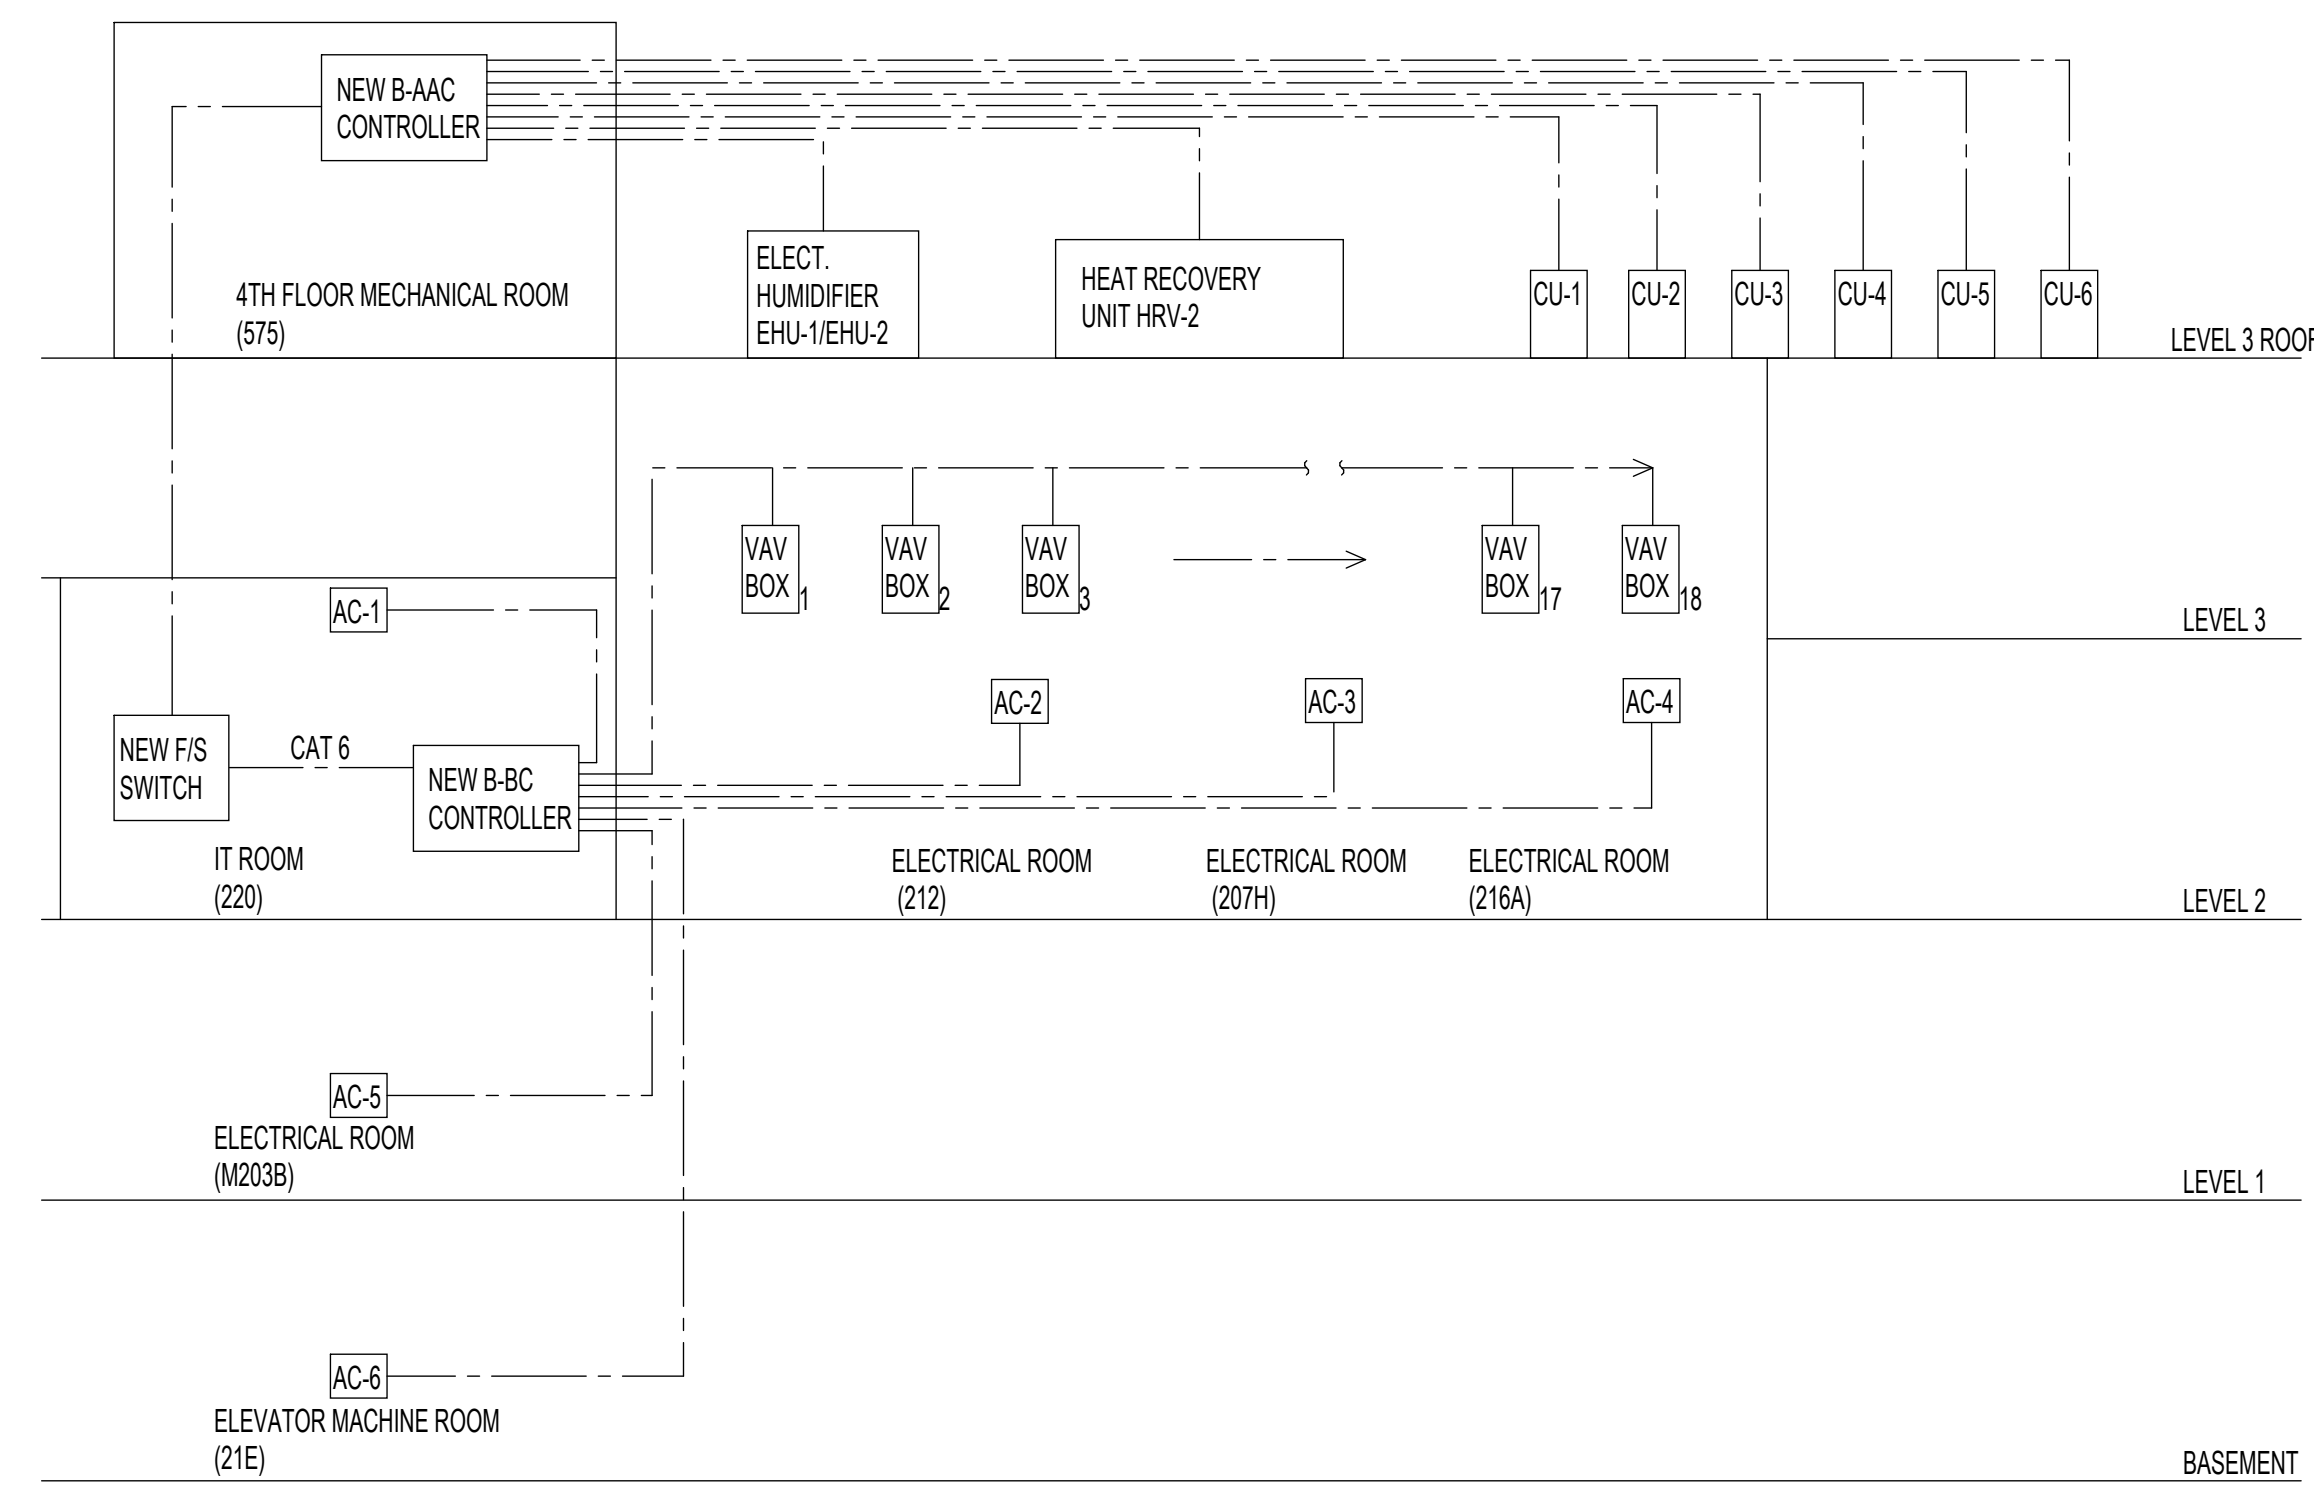 NEW B-AAC
CONTROLLER
4TH FLOOR MECHANICAL ROOM
(575)
ELECT.
HUMIDIFIER
EHU-1/EHU-2
HEAT RECOVERY
UNIT HRV-2
CU-1
CU-2
CU-3
CU-4
CU-5
CU-6
LEVEL 3 ROOF
VAV
BOX 1
VAV
BOX 2
VAV
BOX 3
VAV
BOX 17
VAV
BOX 18
AC-1
LEVEL 3
AC-2
AC-3
AC-4
NEW F/S
SWITCH
CAT 6
NEW B-BC
CONTROLLER
IT ROOM
(220)
ELECTRICAL ROOM
(212)
ELECTRICAL ROOM
(207H)
ELECTRICAL ROOM
(216A)
LEVEL 2
AC-5
ELECTRICAL ROOM
(M203B)
LEVEL 1
AC-6
ELEVATOR MACHINE ROOM
(21E)
BASEMENT